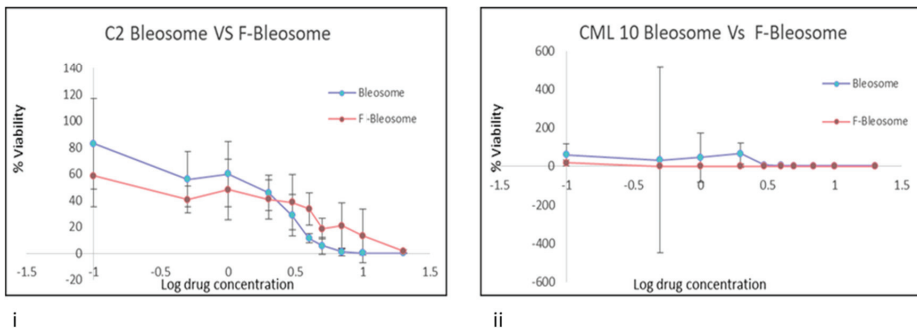 C2 Bleosome VS F-Bleosome
140
120
100
80
60
40
20
0
20
% Viability
Bleosome
F -Bleosome
-1.5
-1
-0.5
0
0.5
1
1.5
Log drug concentration
i
CML 10 Bleosome Vs F-Bleosome
600
400
200
0
-200
-400
-600
% Viability
Bleosome
F-Bleosome
-1.5
-1
-0.5
0
0.5
1
1.5
Log drug concentration
ii